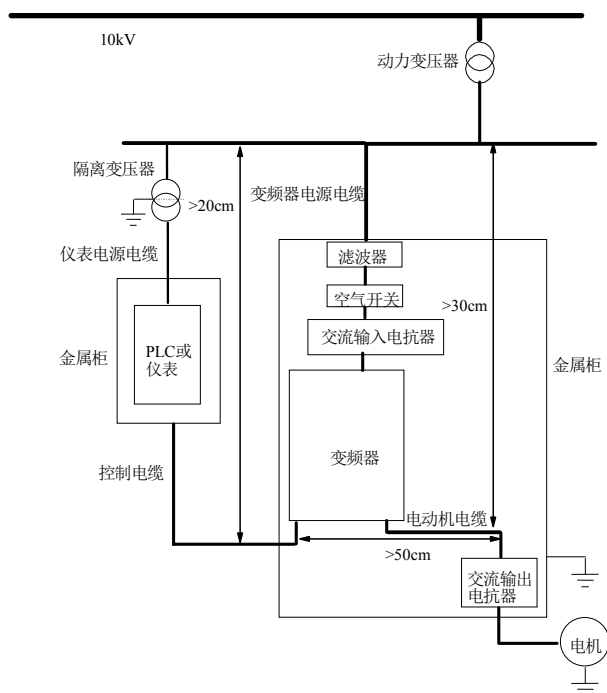 10kV
动力变压器
隔离变压器
>20cm
变频器电源电缆
仪表电源电缆
滤波器
空气开关
>30cm
交流输入电抗器
金属柜
PLC或
仪表
金属柜
变频器
控制电缆
电动机电缆
>50cm
交流输出
电抗器
电机